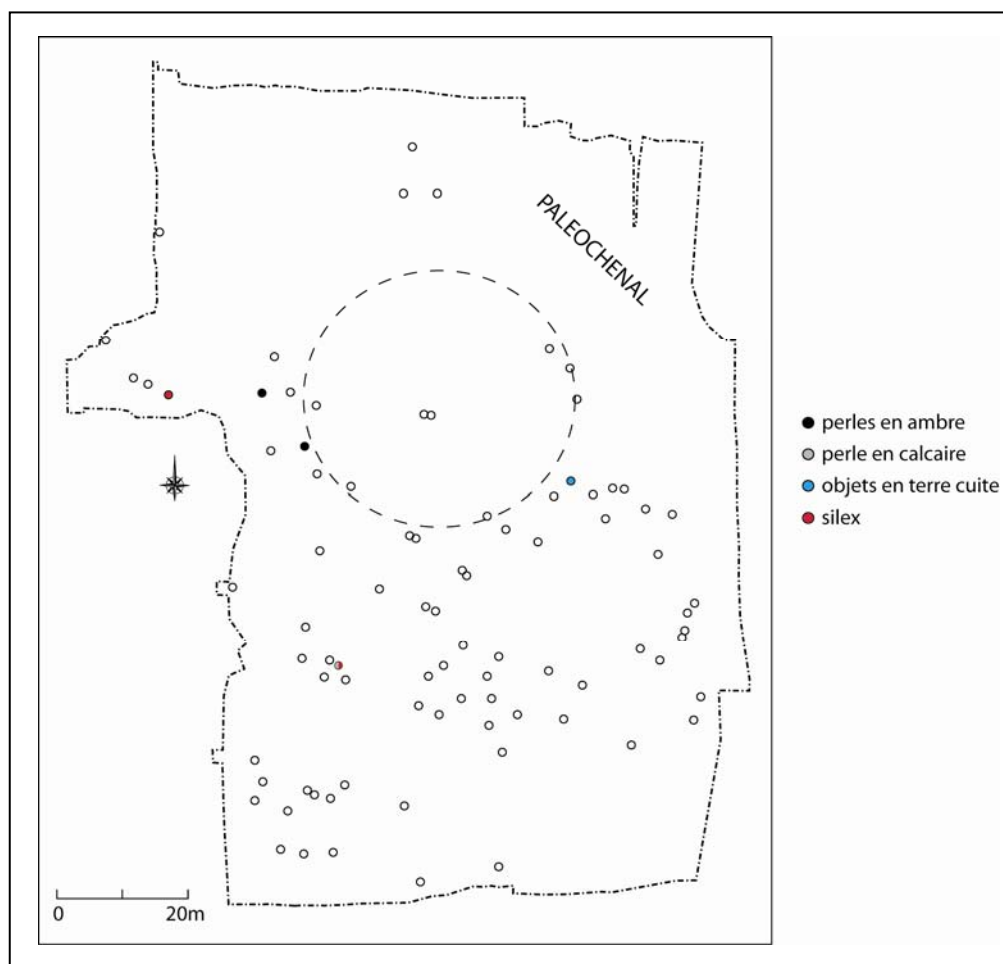 PALEOCHENAL
perles en ambre
perle en calcaire
objets en terre cuite
silex
0 20m